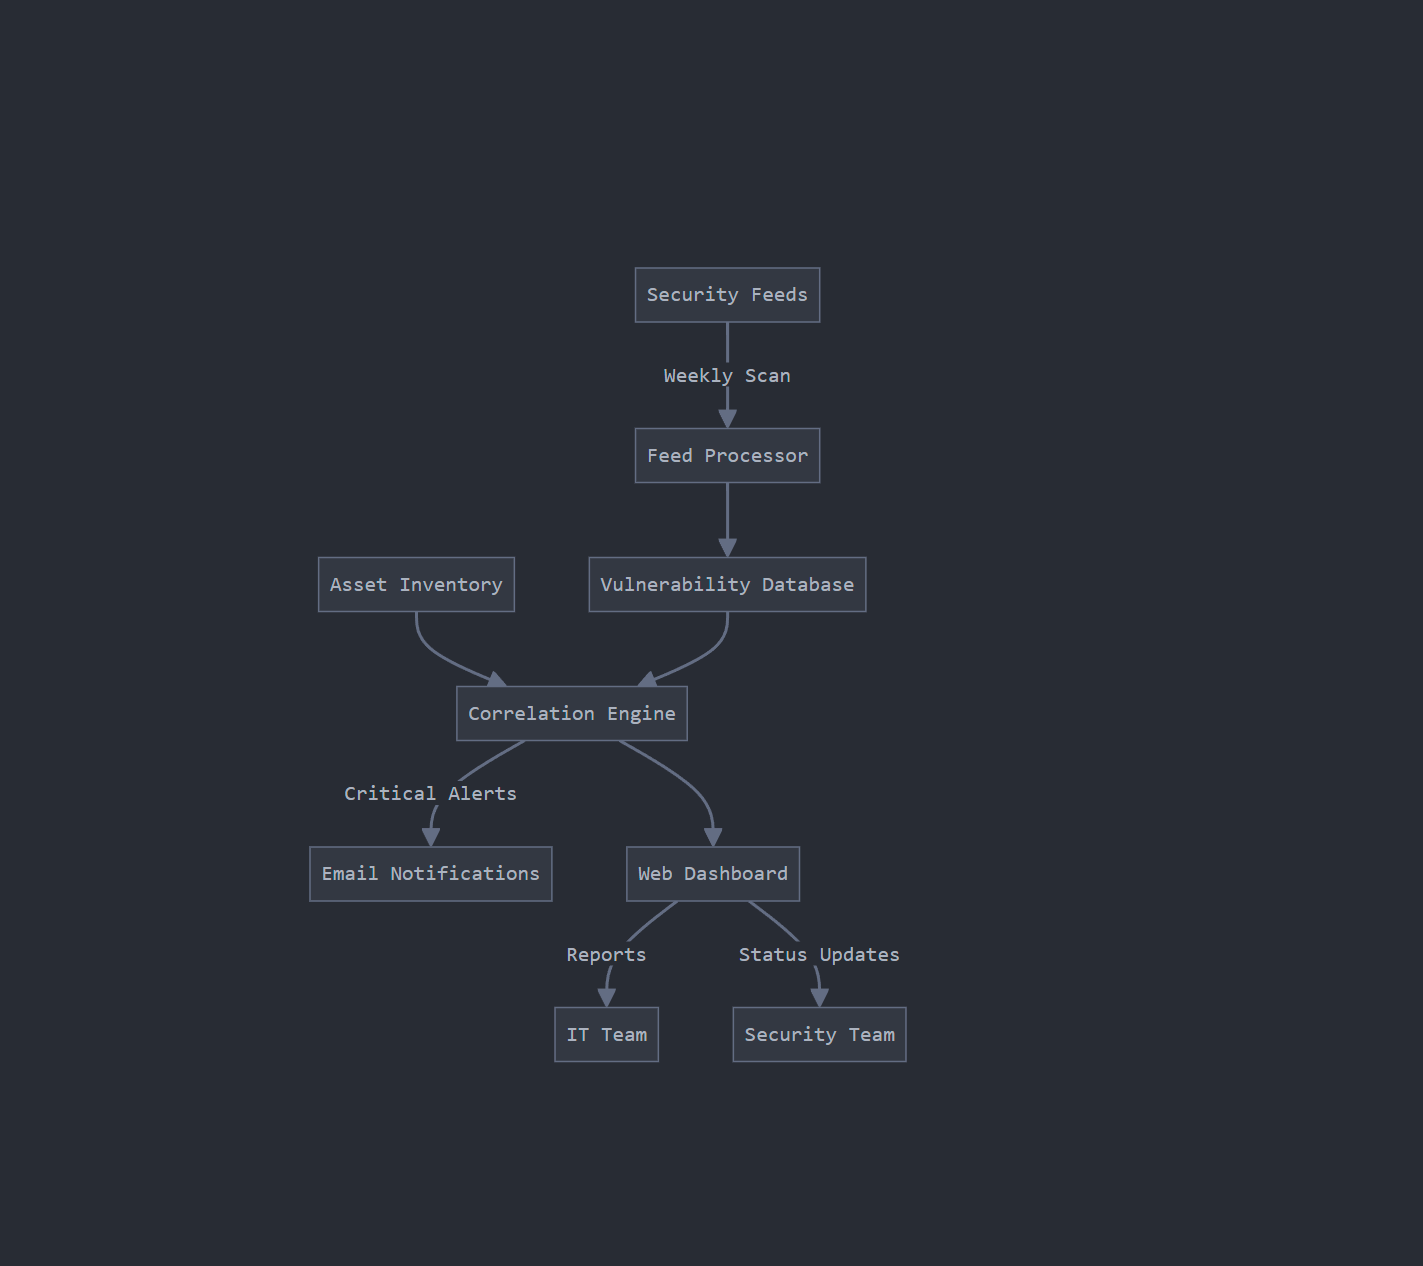 Security Feeds
Weekly Scan
Feed Processor
Asset Inventory
Vulnerability Database
Correlation Engine
Critical Alerts
Email Notifications
Web Dashboard
Reports
Status Updates
IT Team
Security Team